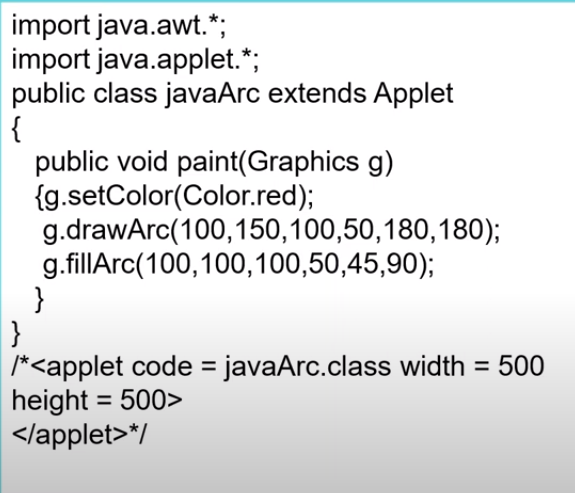 import java.awt.*;
import java.applet.*;
public class javaArc extends Applet
{
public void paint(Graphics g)
{g.setColor(Color.red);
g.drawArc(100,150,100,50,180,180);
g.fillArc(100,100,100,50,45,90);
}
}
/*<applet code = javaArc.class width = 500
height = 500>
</applet>*/